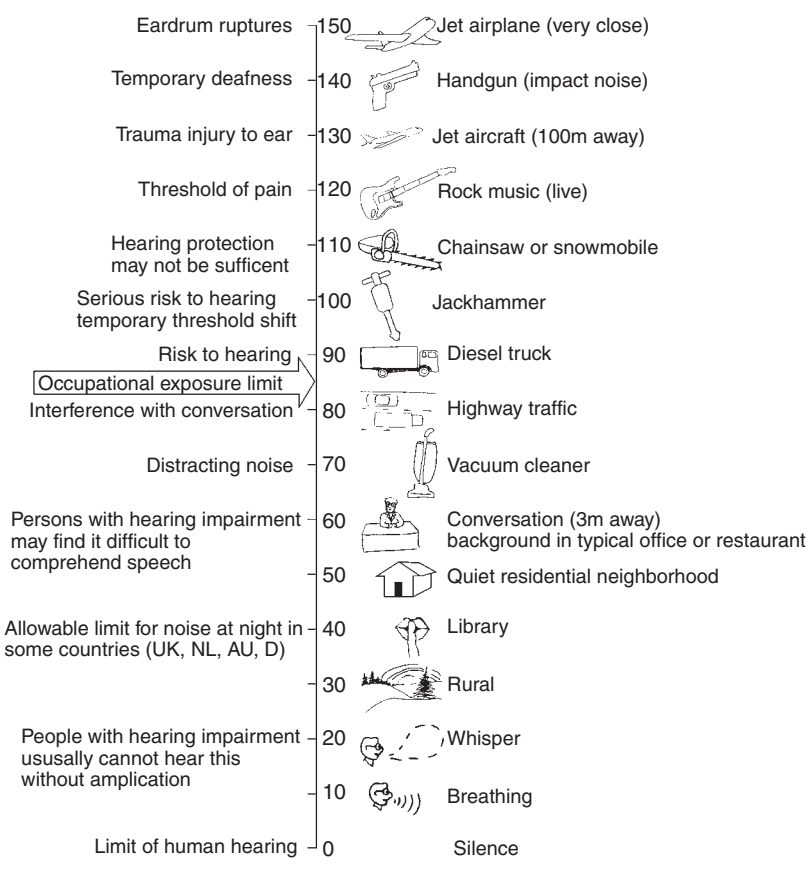 Eardrum ruptures 150 Jet airplane (very close)
Temporary deafness 140 Handgun (impact noise)
Trauma injury to ear 130 Jet aircraft (100m away)
Threshold of pain 120 Rock music (live)
Hearing protection
may not be sufficent 110 Chainsaw or snowmobile
Serious risk to hearing
temporary threshold shift 100 Jackhammer
Risk to hearing 90 Diesel truck
Occupational exposure limit
Interference with conversation 80 Highway traffic
Distracting noise 70 Vacuum cleaner
Persons with hearing impairment 60 Conversation (3m away)
may find it difficult to background in typical office or restaurant
comprehend speech
50 Quiet residential neighborhood
Allowable limit for noise at night in 40 Library
some countries (UK, NL, AU, D)
30 Rural
People with hearing impairment 20 Whisper
ususally cannot hear this
without amplication
10 Breathing
Limit of human hearing 0 Silence